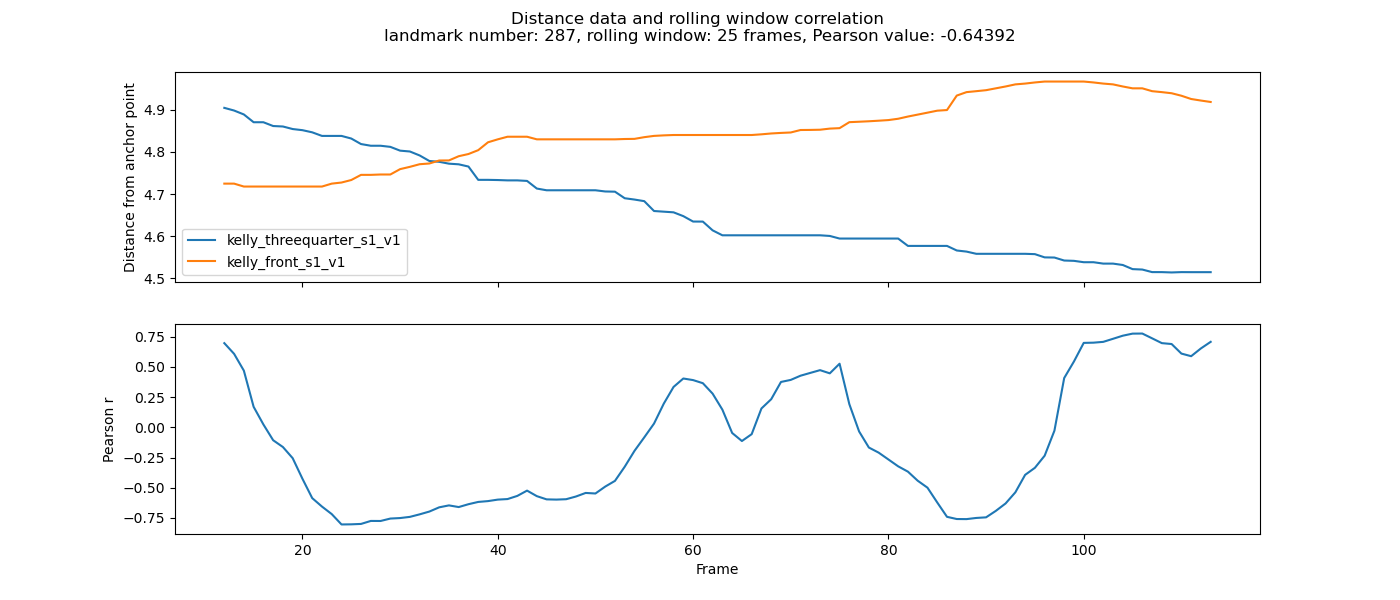 Distance data and rolling window correlation
landmark number: 287, rolling window: 25 frames, Pearson value: -0.64392
Distance from anchor point
4.9
4.8
4.7
4.6
4.5
kelly_threequarter_s1_v1
kelly_front_s1_v1
Pearson r
0.75
0.50
0.25
0.00
−0.25
−0.50
−0.75
20
40
60
80
100
Frame